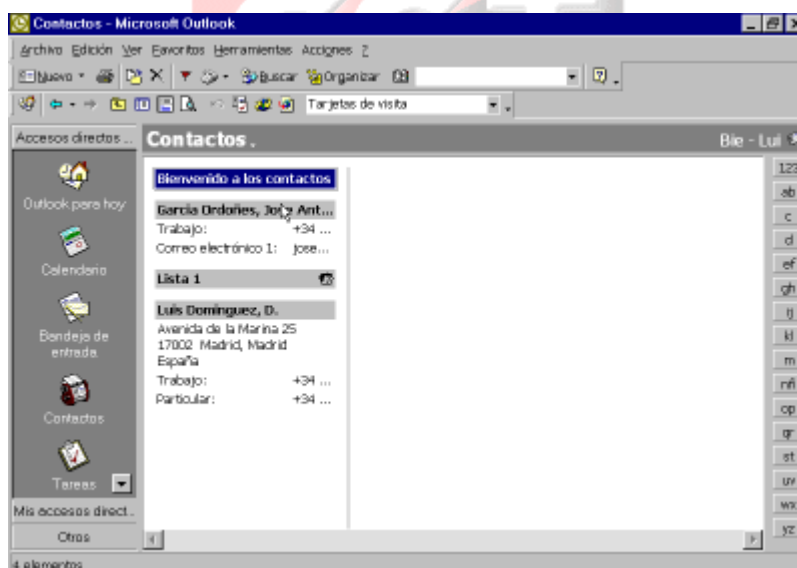 Contactos - Microsoft Outlook
Archivo Edición Ver Favoritos Herramientas Acciones ?
Nuevo Buscar Organizar
Tarjetas de visita
Accesos directos ...
Contactos .
Bie - Lui
Outlook para hoy
Calendario
Bandeja de
entrada
Contactos
Tareas
Mis accesos direct..
Otros
Bienvenido a los contactos
García Ordoñes, Ant...
Trabajo: +34 ...
Correo electrónico 1: jose...
Lista 1
Luis Dominguez, D.
Avenida de la Marina 25
17002 Madrid, Madrid
España
Trabajo: +34 ...
Particular: +34 ...
123
ab
c
d
ef
gh
ij
kl
m
nñ
op
qr
st
uv
wx
yz
4 elementos